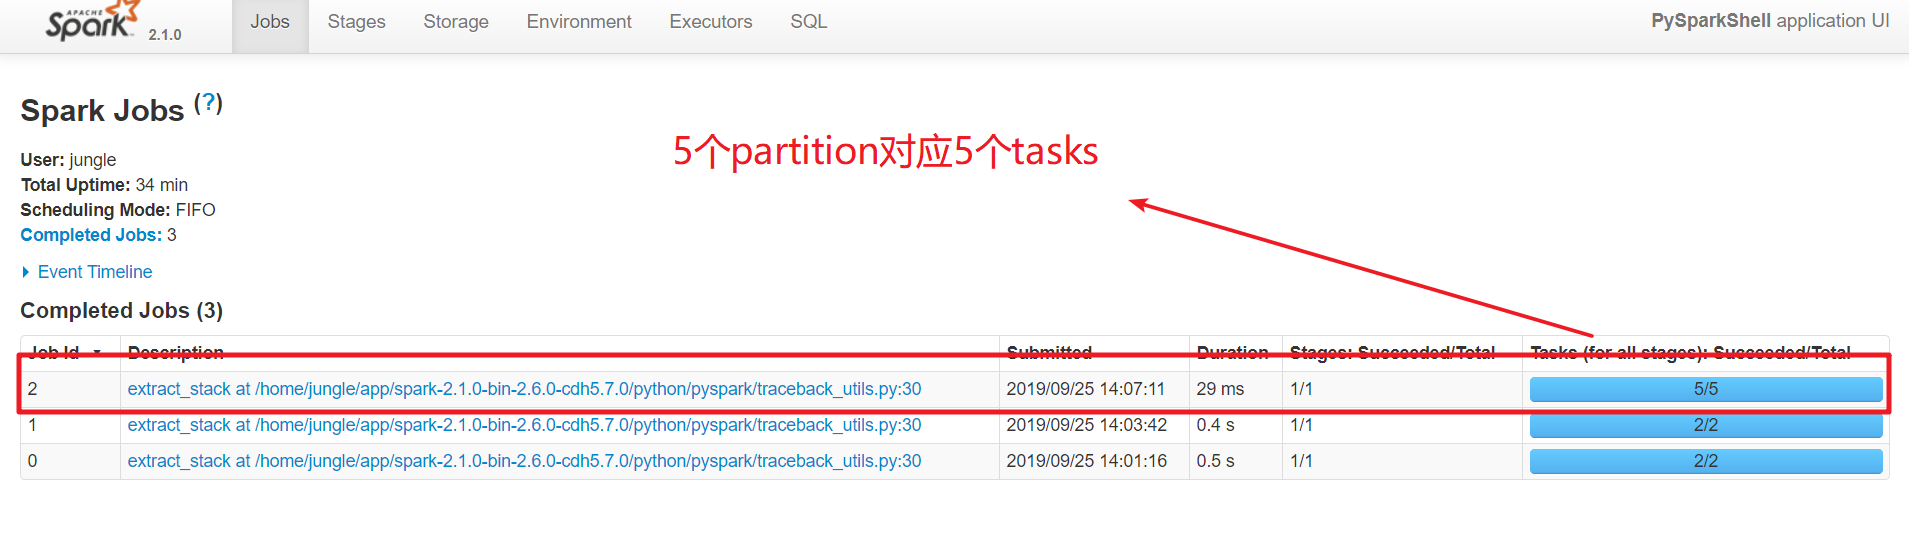 APACHE
Spark 2.1.0 Jobs Stages Storage Environment Executors SQL PySparkShell application UI
Spark Jobs (?)
5个partition对应5个tasks
User: jungle
Total Uptime: 34 min
Scheduling Mode: FIFO
Completed Jobs: 3
Event Timeline
Completed Jobs (3)
Job Id Description Submitted Duration Stages: Succeeded/Total Tasks (for all stages): Succeeded/Total
2 extract_stack at /home/jungle/app/spark-2.1.0-bin-2.6.0-cdh5.7.0/python/pyspark/traceback_utils.py:30 2019/09/25 14:07:11 29 ms 1/1 5/5
1 extract_stack at /home/jungle/app/spark-2.1.0-bin-2.6.0-cdh5.7.0/python/pyspark/traceback_utils.py:30 2019/09/25 14:03:42 0.4 s 1/1 2/2
0 extract_stack at /home/jungle/app/spark-2.1.0-bin-2.6.0-cdh5.7.0/python/pyspark/traceback_utils.py:30 2019/09/25 14:01:16 0.5 s 1/1 2/2